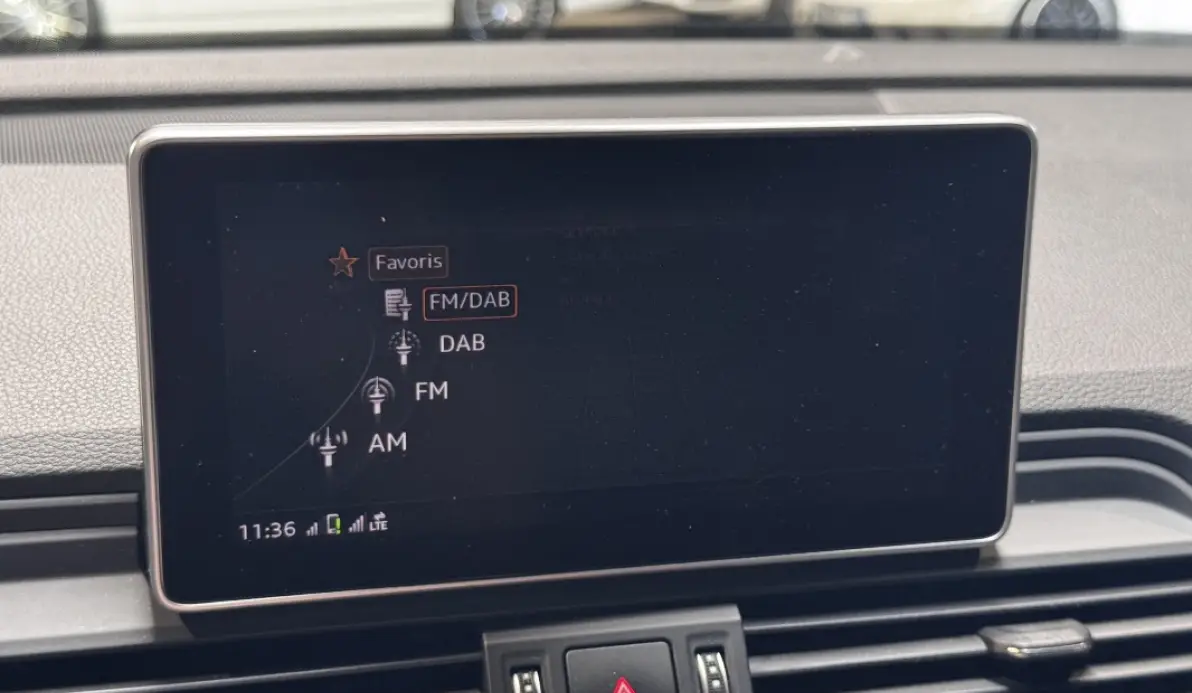 Favoris
FM/DAB
DAB
FM
AM
11:36 LTE